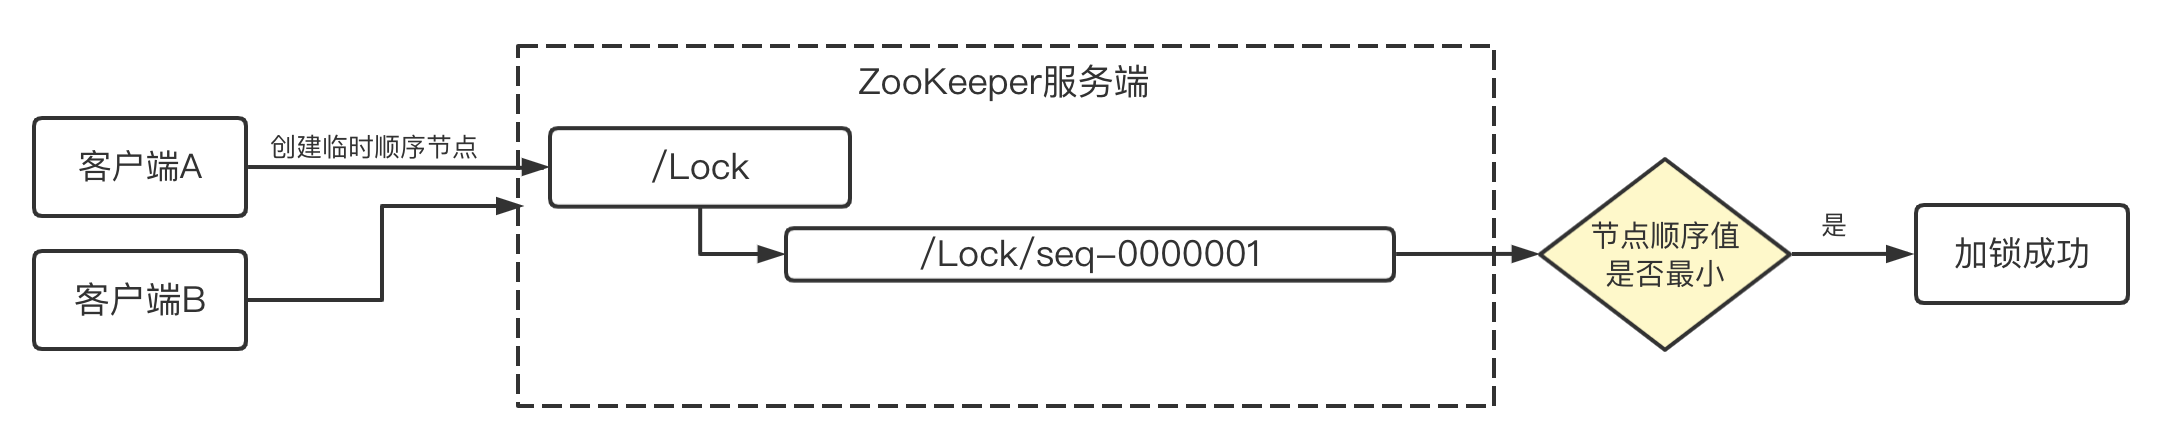 ZooKeeper服务端
客户端A
创建临时顺序节点
/Lock
客户端B
/Lock/seq-0000001
节点顺序值
是否最小
是
加锁成功